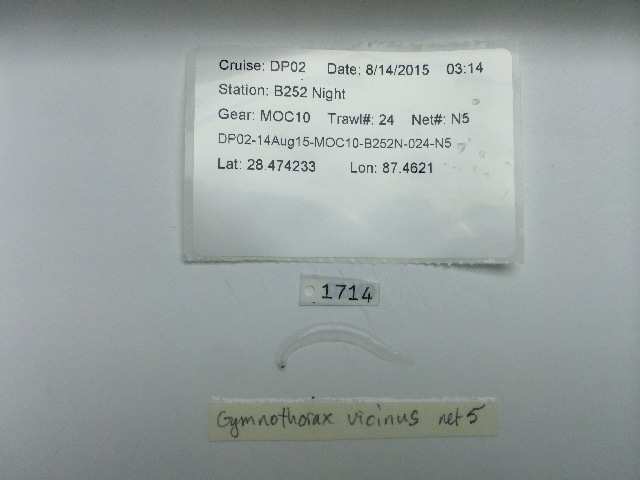 Cruise: DP02 Date: 8/14/2015 03:14
Station: B252 Night
Gear: MOC10 Trawl#: 24 Net#: N5
DP02-14Aug15-MOC10-B252N-024-N5
Lat: 28.474233 Lon: 87.4621
1714
Gymnothorax vicinus net 5